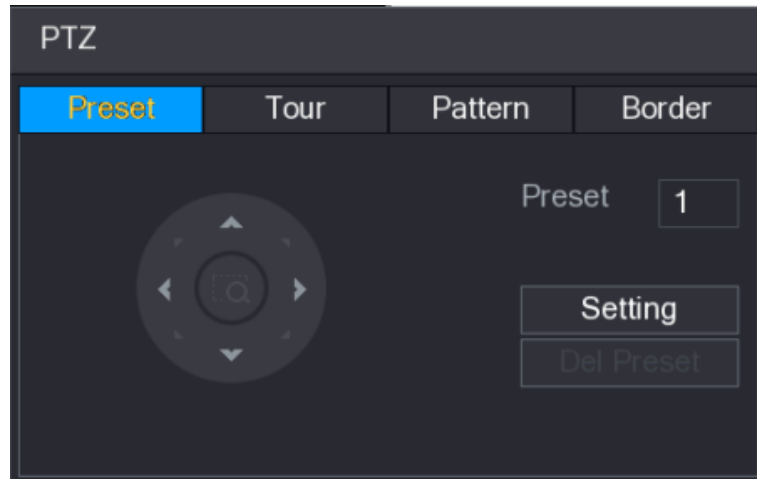 PTZ
Preset Tour Pattern Border
Preset 1
Setting
Del Preset